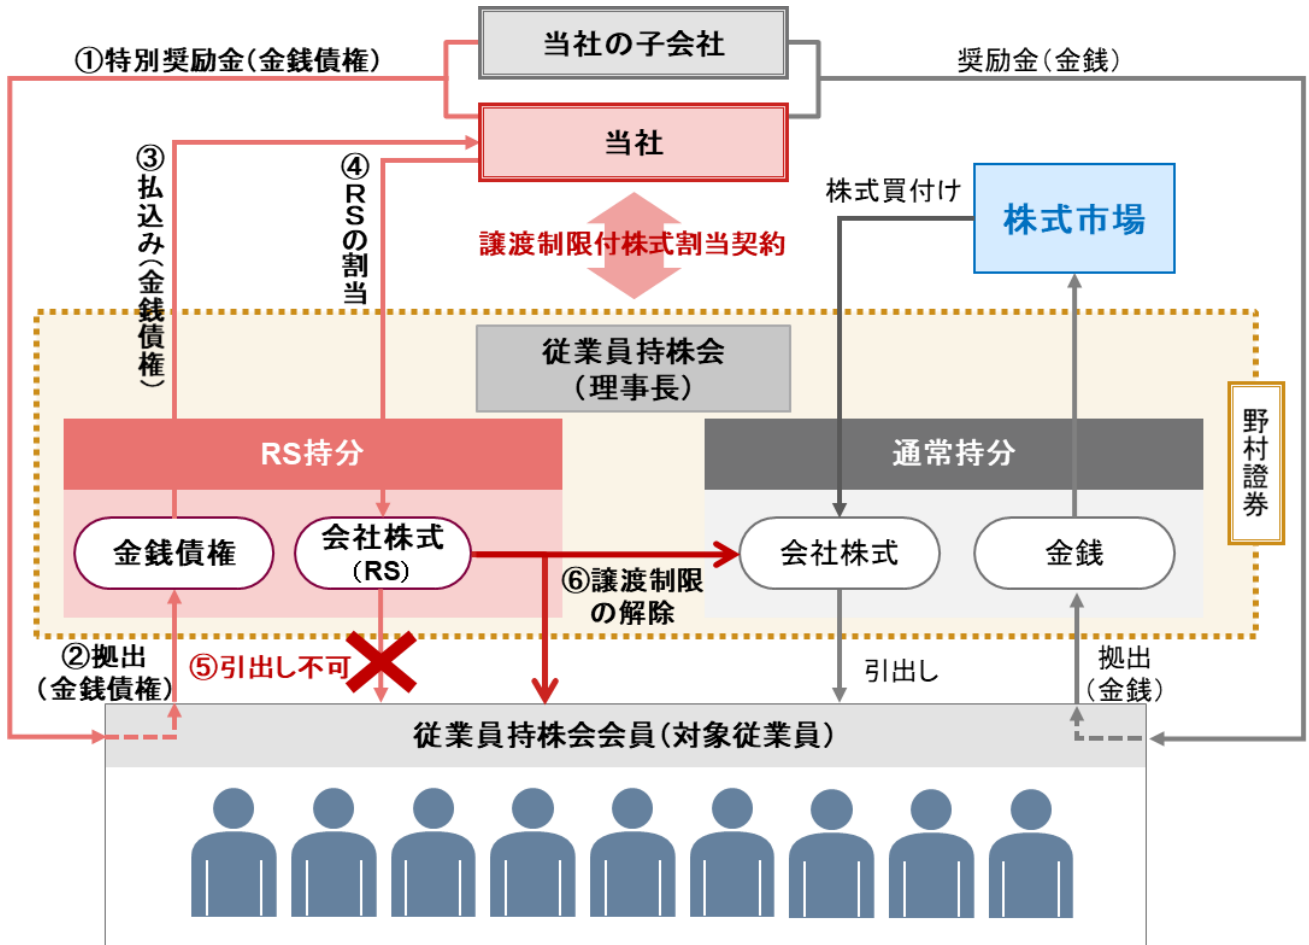 当社の子会社
①特別奨励金(金銭債権)
奨励金(金銭)
当社
③払込み(金銭債権)
④RSの割当
株式買付け
株式市場
譲渡制限付株式割当契約
従業員持株会
(理事長)
野村證券
RS持分
通常持分
金銭債権
会社株式
(RS)
会社株式
金銭
⑥譲渡制限
の解除
②拠出
(金銭債権)
⑤引出し不可
引出し
拠出
(金銭)
従業員持株会会員(対象従業員)